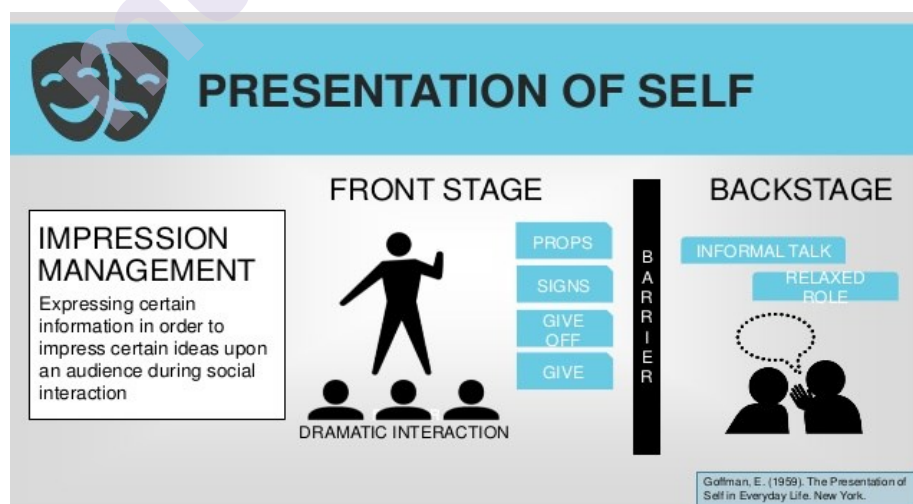 PRESENTATION OF SELF
IMPRESSION
MANAGEMENT
Expressing certain
information in order to
impress certain ideas upon
an audience during social
interaction
FRONT STAGE
PROPS
SIGNS
GIVE
OFF
GIVE
DRAMATIC INTERACTION
BARRIER
BACKSTAGE
INFORMAL TALK
RELAXED
ROLE
Goffman, E. (1959). The Presentation of
Self in Everyday Life. New York.